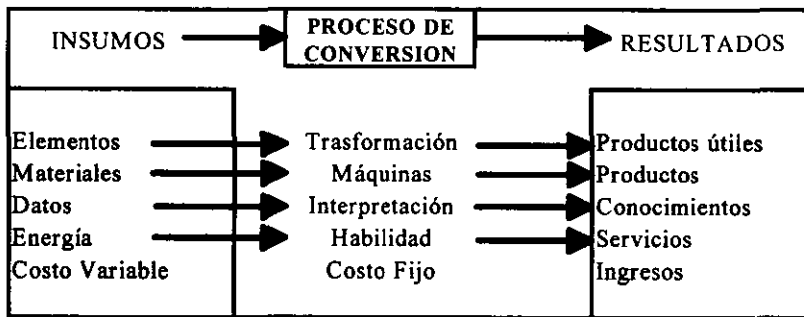 INSUMOS PROCESO DE CONVERSION RESULTADOS
Elementos Trasformación Productos útiles
Materiales Máquinas Productos
Datos Interpretación Conocimientos
Energía Habilidad Servicios
Costo Variable Costo Fijo Ingresos